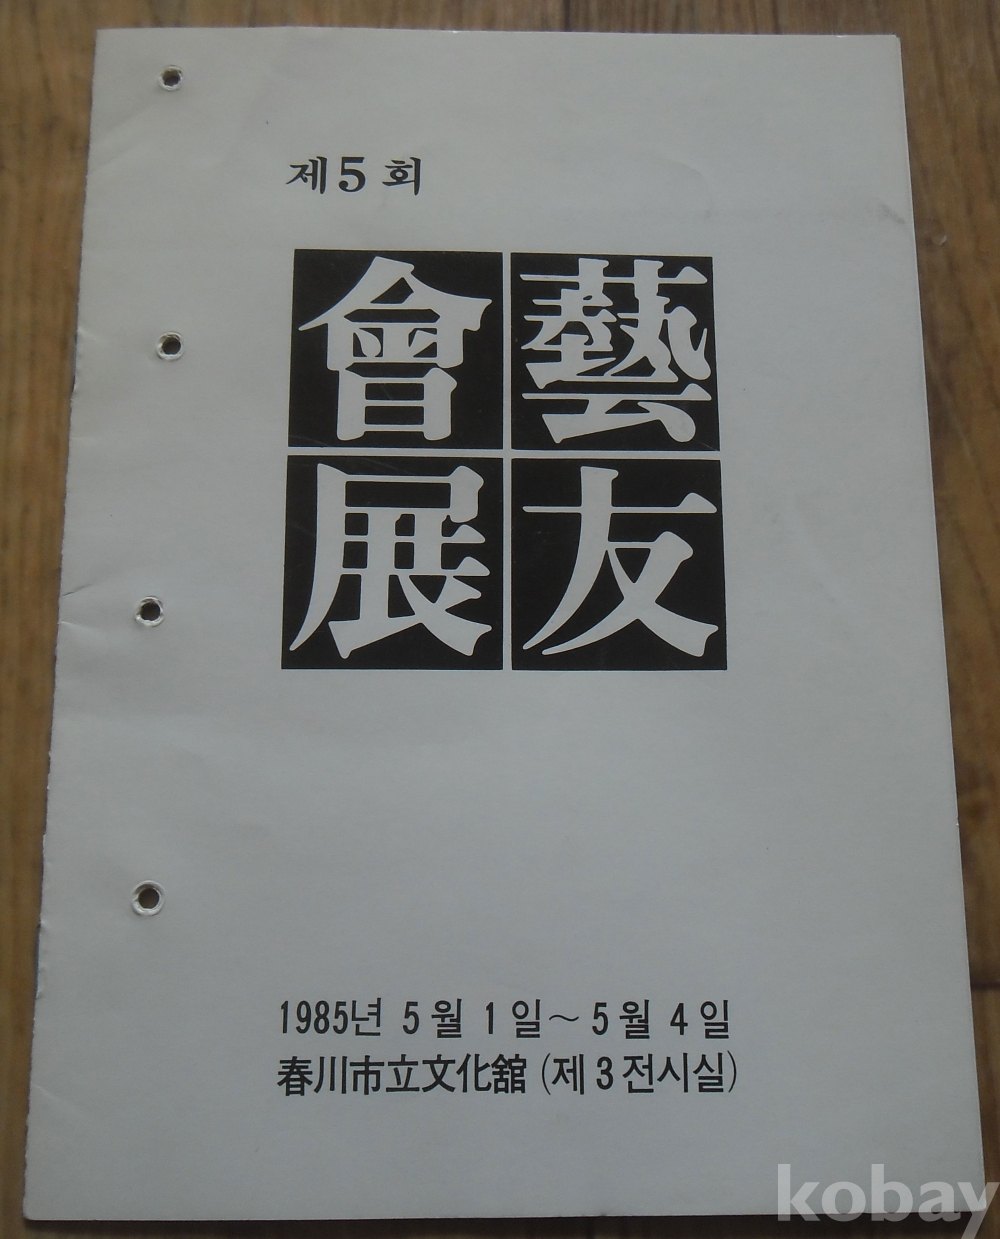 제5회
藝友
會展
1985년 5월 1일~5월 4일
春川市立文化舘 (제3전시실)
kobay